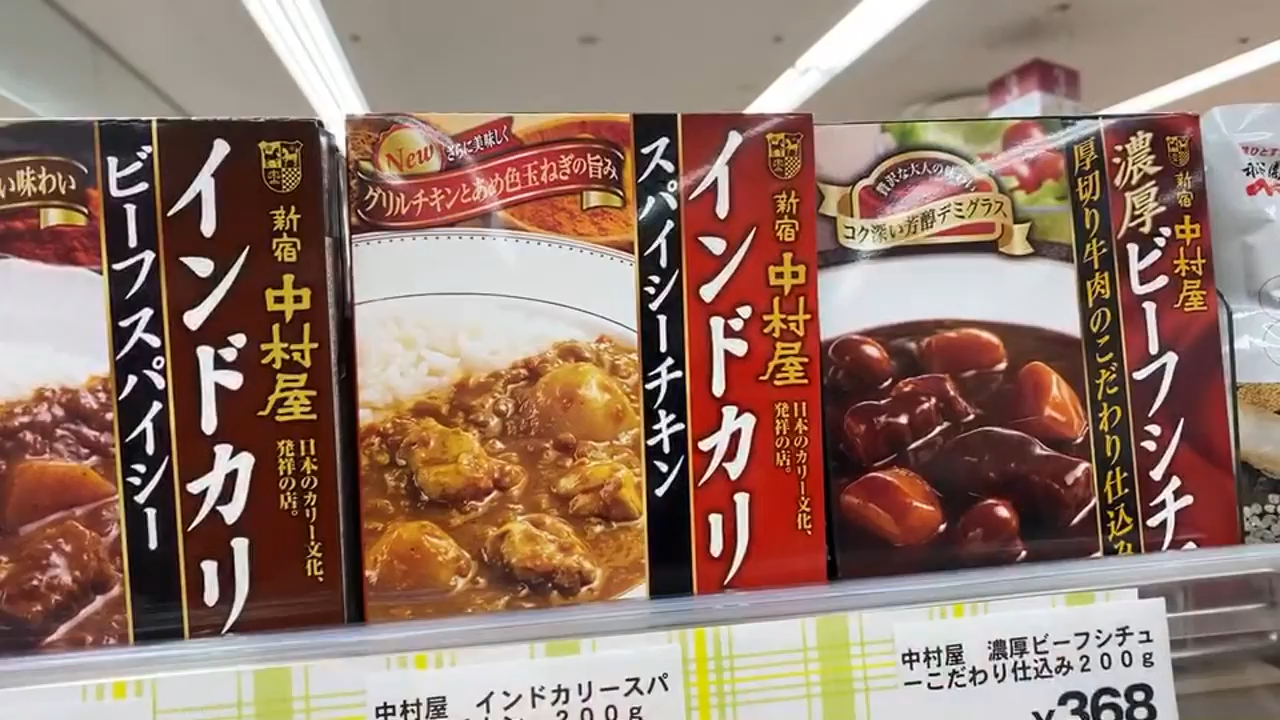 い味わい
ビーフスパイシー
インドカリ
新宿
中村屋
日本のカリー文化、
発祥の店。
New
さらに美味しく
グリルチキンとあめ色玉ねぎの旨み
スパイシーチキン
インドカリ
新宿
中村屋
日本のカリー文化、
発祥の店。
贅沢な大人の味わい
コク深い芳醇デミグラス
厚切り牛肉のこだわり仕込み
濃厚ビーフシチ
新宿
中村屋
中村屋 インドカリースパ
200g
中村屋 濃厚ビーフシチュ
ーこだわり仕込み200g
¥368